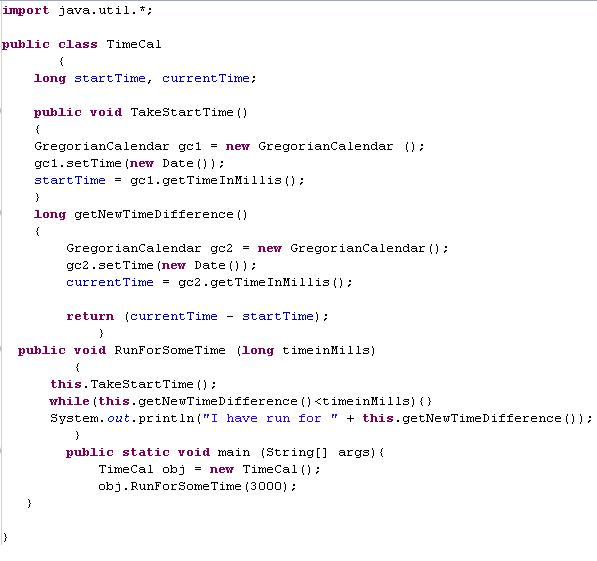 import java.util.*;
public class TimeCal
{
long startTime, currentTime;
public void TakeStartTime()
{
GregorianCalendar gc1 = new GregorianCalendar ();
gc1.setTime(new Date());
startTime = gc1.getTimeInMillis();
}
long getNewTimeDifference()
{
GregorianCalendar gc2 = new GregorianCalendar();
gc2.setTime(new Date());
currentTime = gc2.getTimeInMillis();
return (currentTime - startTime);
}
public void RunForSomeTime (long timeinMills)
{
this.TakeStartTime();
while(this.getNewTimeDifference()<timeinMills){}
System.out.println("I have run for " + this.getNewTimeDifference());
}
public static void main (String[] args){
TimeCal obj = new TimeCal();
obj.RunForSomeTime(3000);
}
}